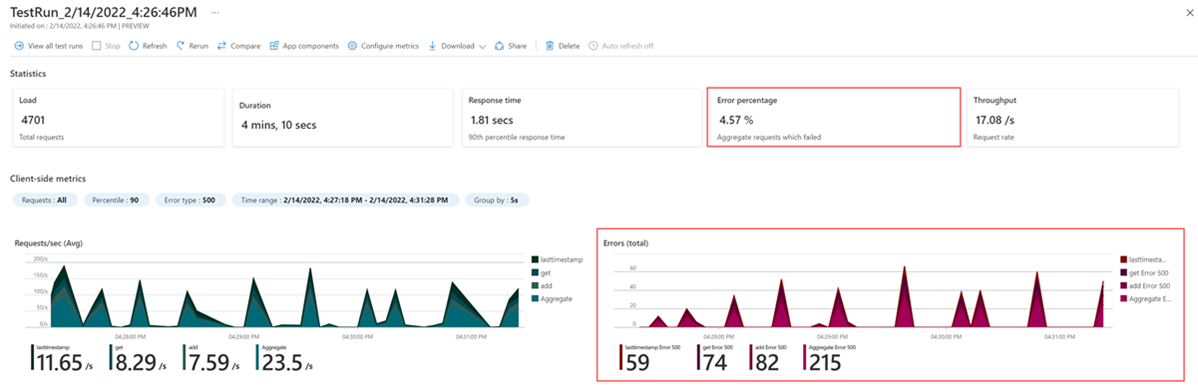 TestRun_2/14/2022_4:26:46PM ...
Initiated on : 2/14/2022, 4:26:46 PM | PREVIEW
View all test runs Stop Refresh Rerun Compare App components Configure metrics Download Share Delete Auto refresh off
Statistics
Load
4701
Total requests
Duration
4 mins, 10 secs
Response time
1.81 secs
90th percentile response time
Error percentage
4.57 %
Aggregate requests which failed
Throughput
17.08 /s
Request rate
Client-side metrics
Requests : All Percentile : 90 Error type : 500 Time range : 2/14/2022, 4:27:18 PM - 2/14/2022, 4:31:28 PM Group by : 5s
Requests/sec (Avg)
200/s
150/s
100/s
50/s
0/s
04:28:00 PM 04:29:00 PM 04:30:00 PM 04:31:00 PM
lasttimestamp
get
add
Aggregate
lasttimestamp
11.65 /s
get
8.29 /s
add
7.59 /s
Aggregate
23.5 /s
Errors (total)
60
40
20
0
04:28:00 PM 04:29:00 PM 04:30:00 PM 04:31:00 PM
lasttimesta...
get Error 500
add Error 500
Aggregate E...
lasttimestamp Error 500
59
get Error 500
74
add Error 500
82
Aggregate Error 500
215